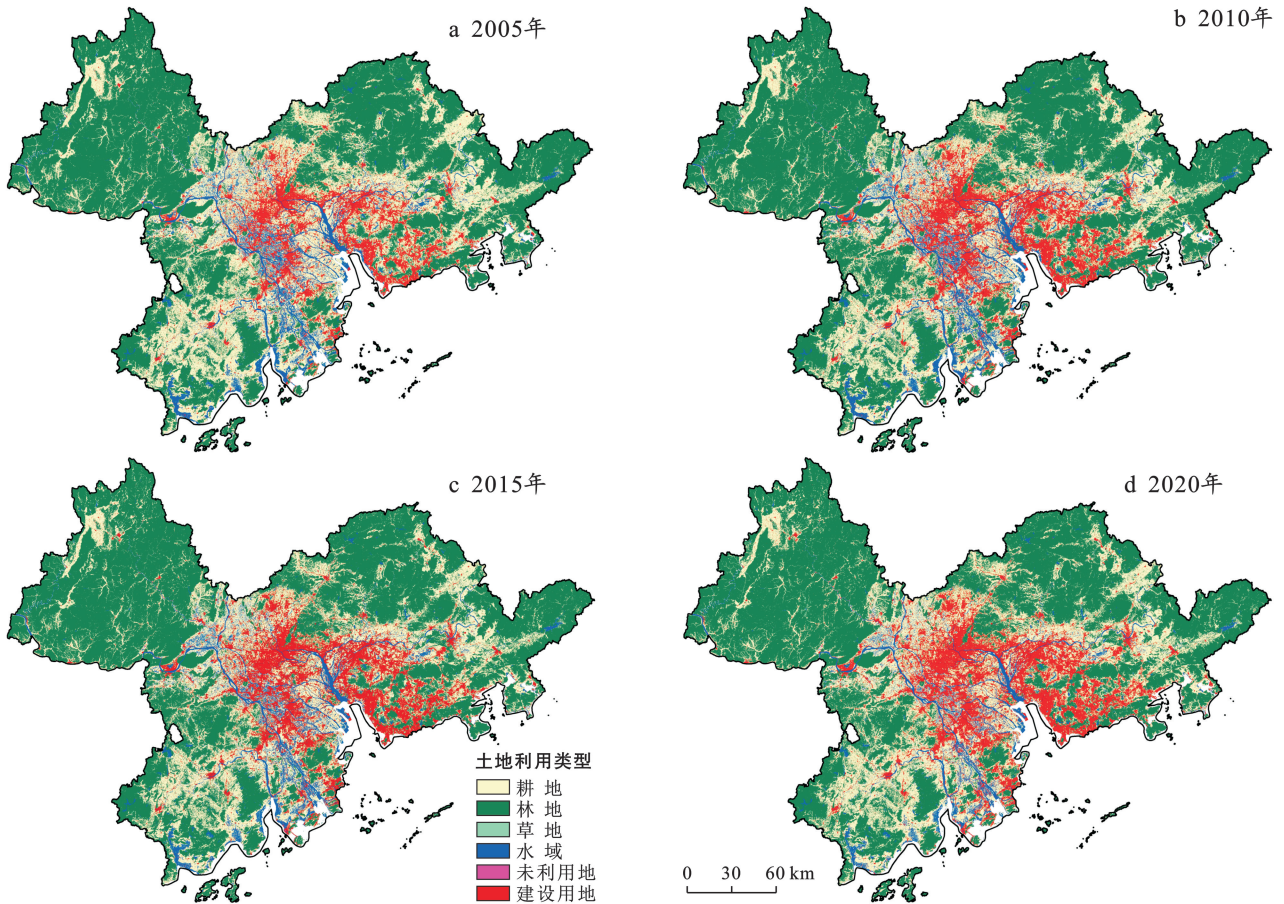 a 2005年
b 2010年
c 2015年
d 2020年
土地利用类型
耕 地
林 地
草 地
水 域
未利用地
建设用地
0 30 60 km